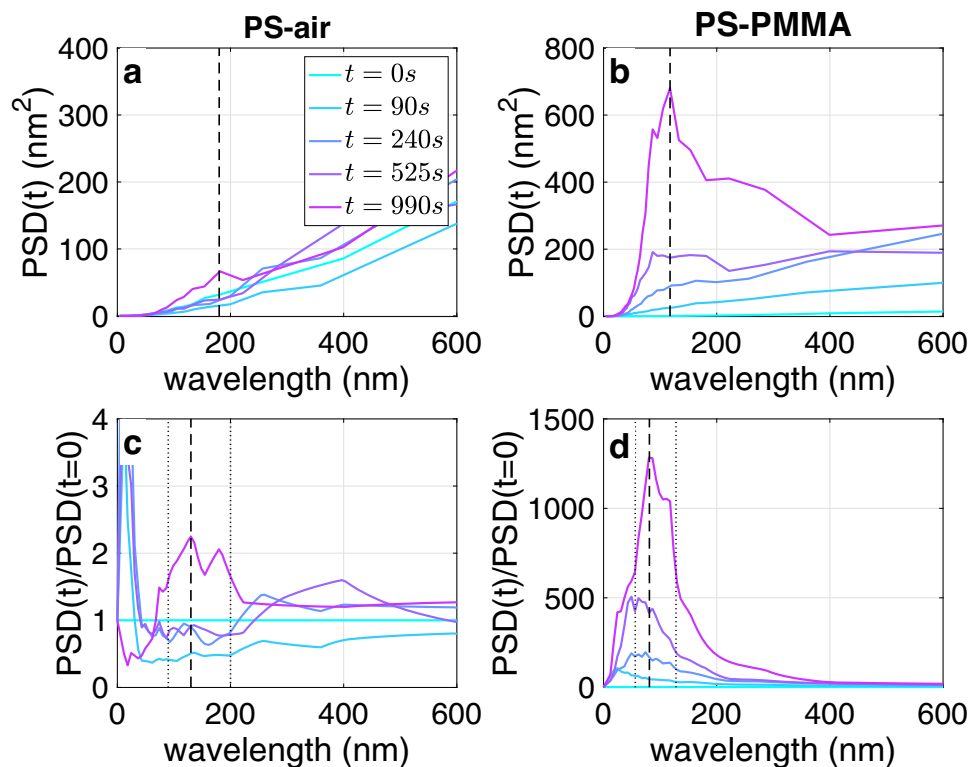 PS-air
PS-PMMA
a
400
300
200
100
0
PSD(t) (nm²)
t = 0s
t = 90s
t = 240s
t = 525s
t = 990s
0 200 400 600
wavelength (nm)
b
800
600
400
200
0
PSD(t) (nm²)
0 200 400 600
wavelength (nm)
c
4
3
2
1
0
PSD(t)/PSD(t=0)
0 200 400 600
wavelength (nm)
d
1500
1000
500
0
PSD(t)/PSD(t=0)
0 200 400 600
wavelength (nm)